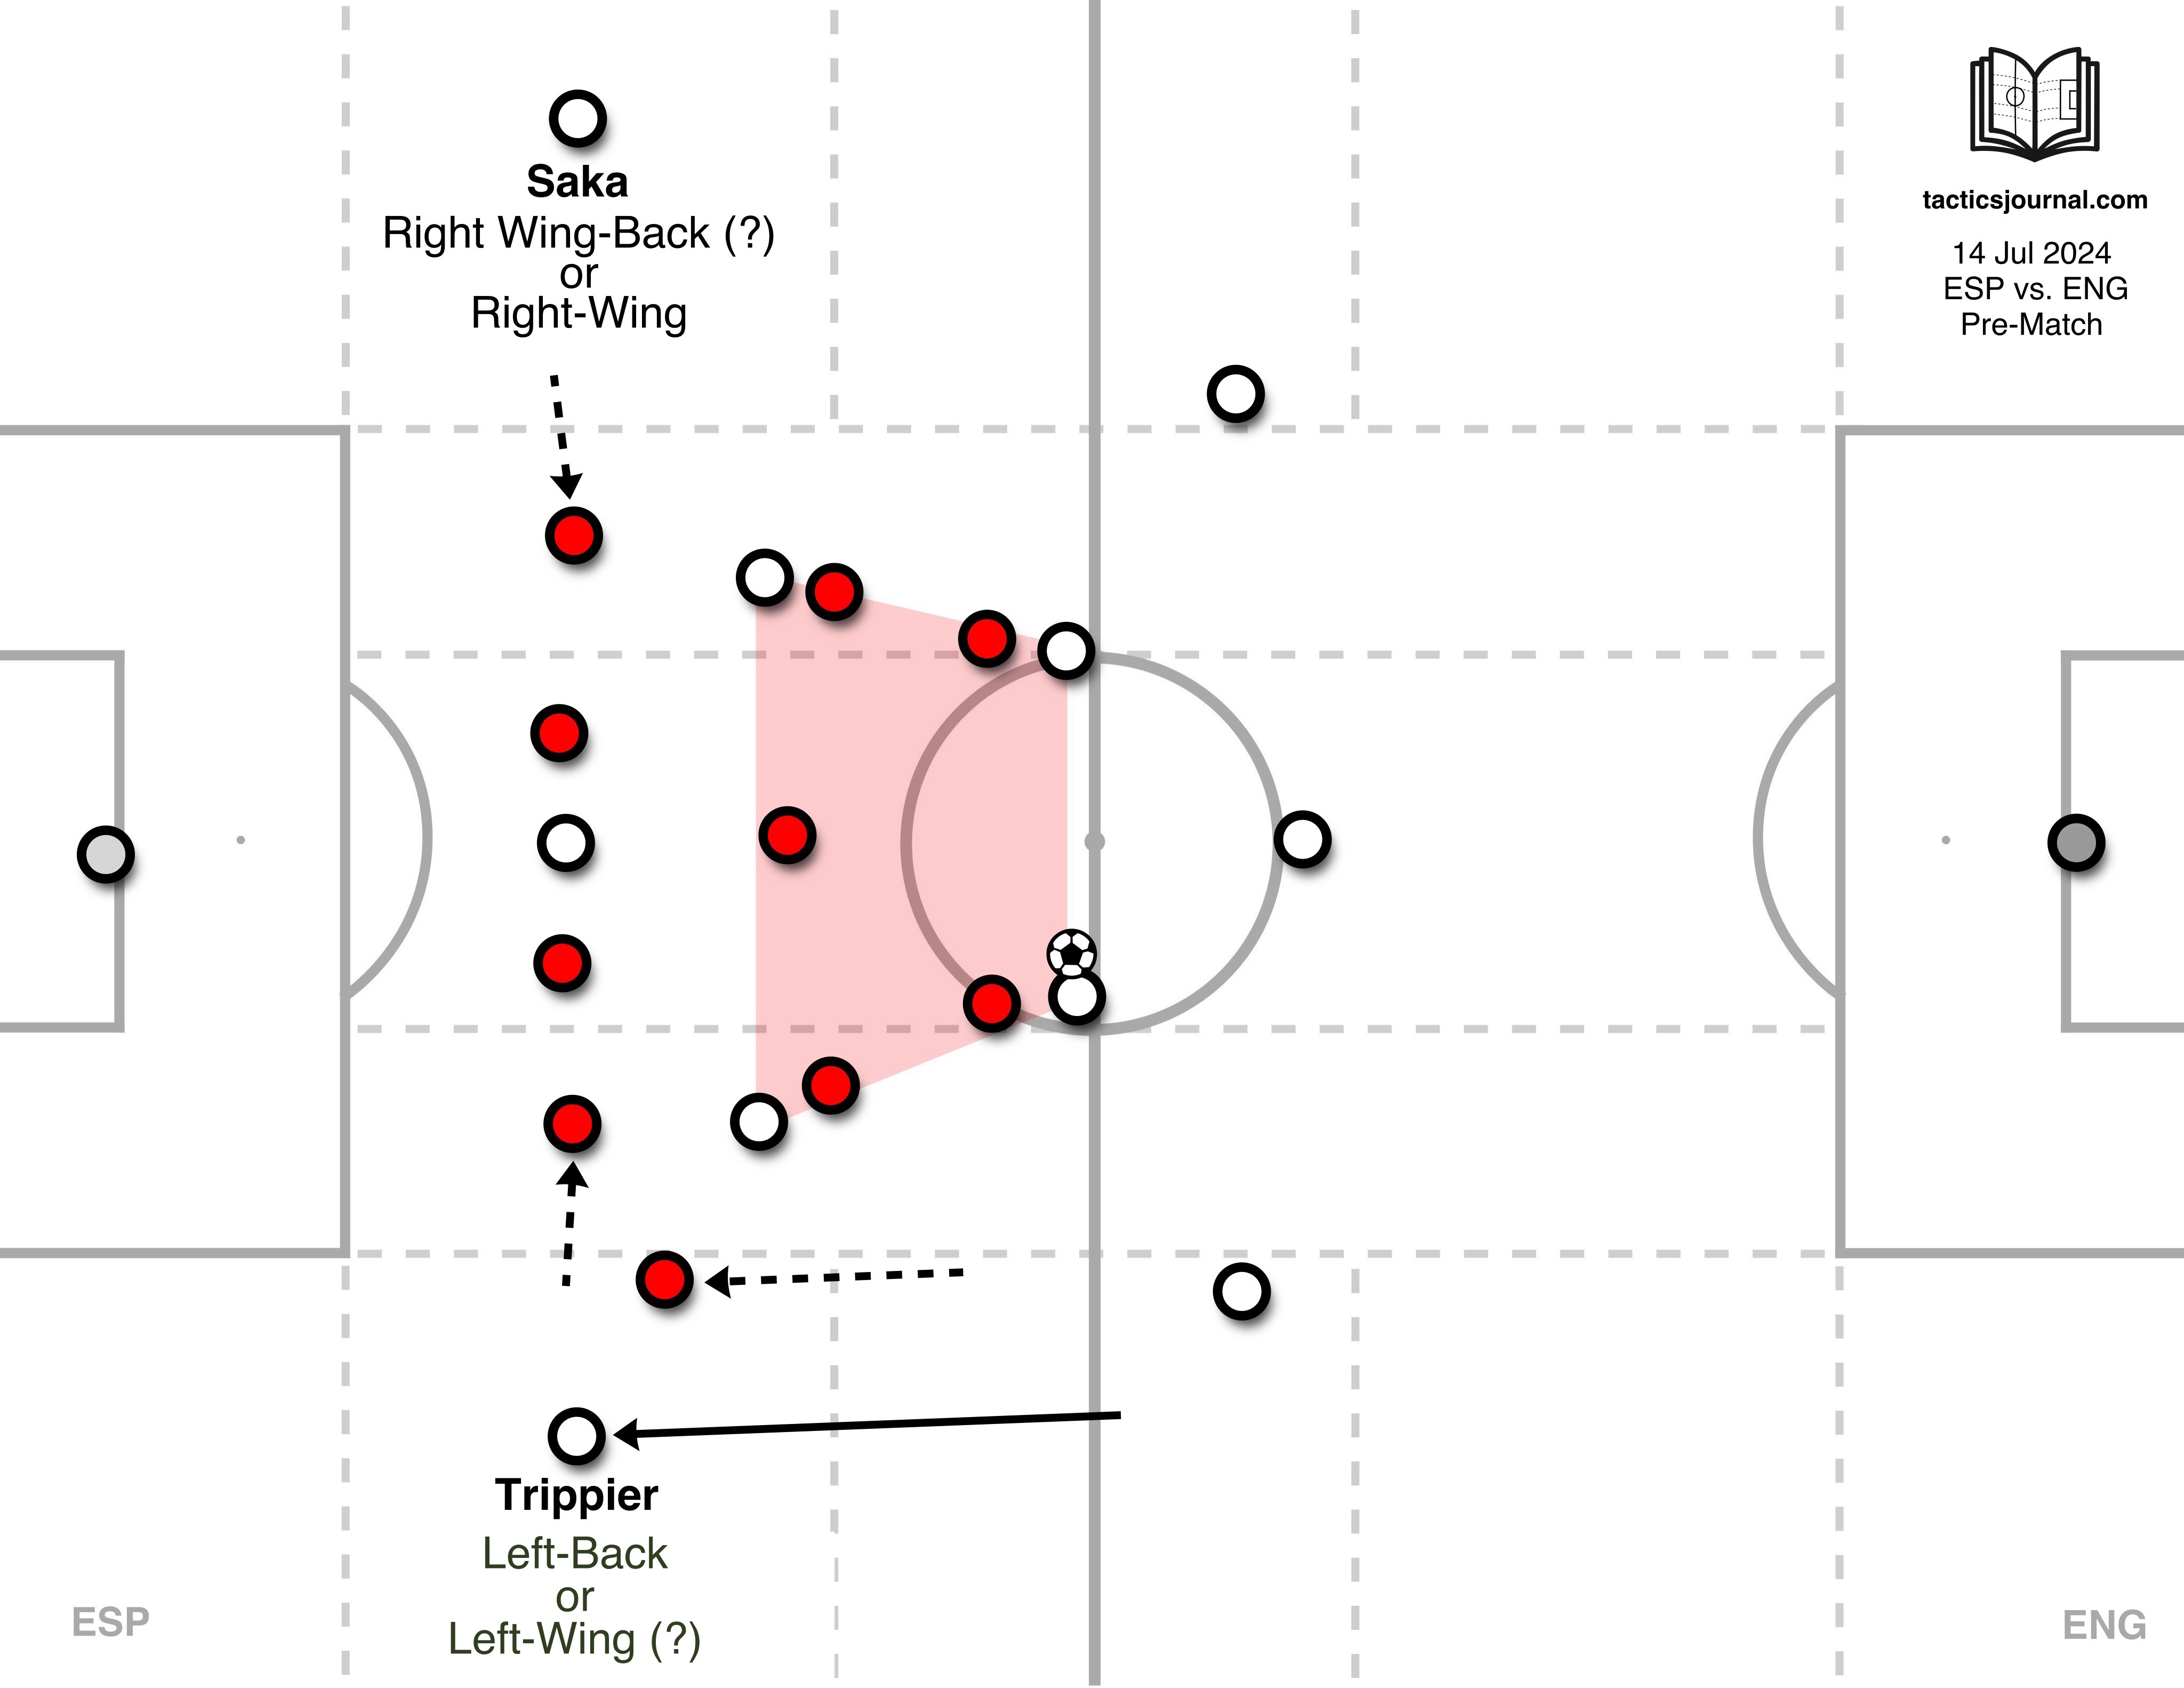 Saka
Right Wing-Back (?)
or
Right-Wing
tacticsjournal.com
14 Jul 2024
ESP vs. ENG
Pre-Match
Trippier
Left-Back
or
Left-Wing (?)
ESP
ENG